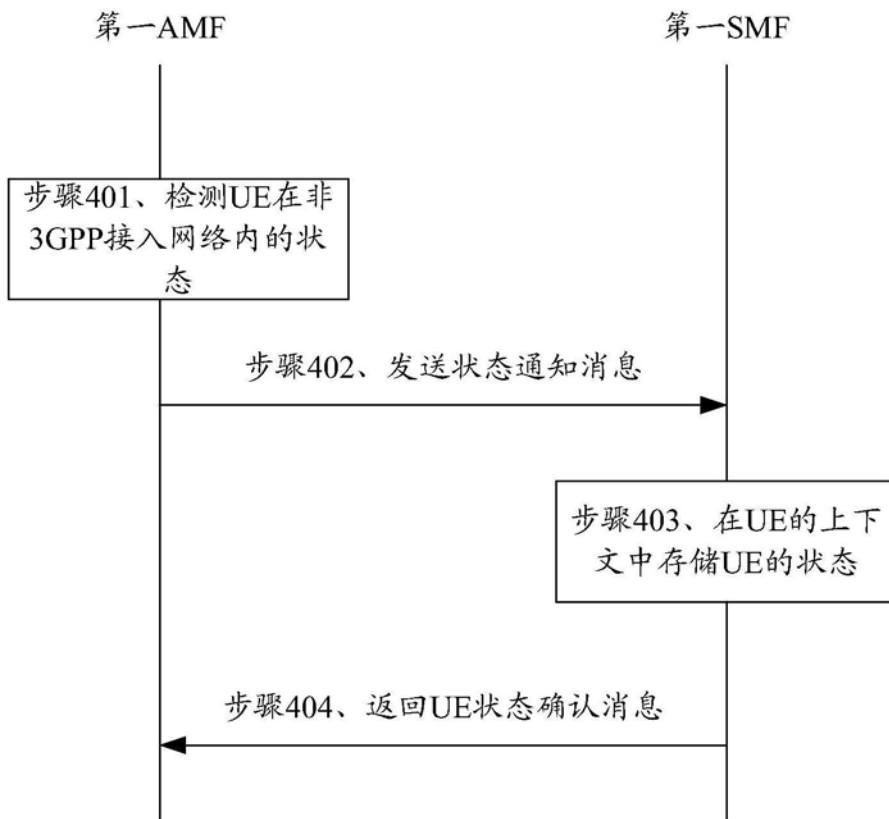 第一AMF
第一SMF
步骤401、检测UE在非
3GPP接入网络内的状
态
步骤402、发送状态通知消息
步骤403、在UE的上下
文中存储UE的状态
步骤404、返回UE状态确认消息